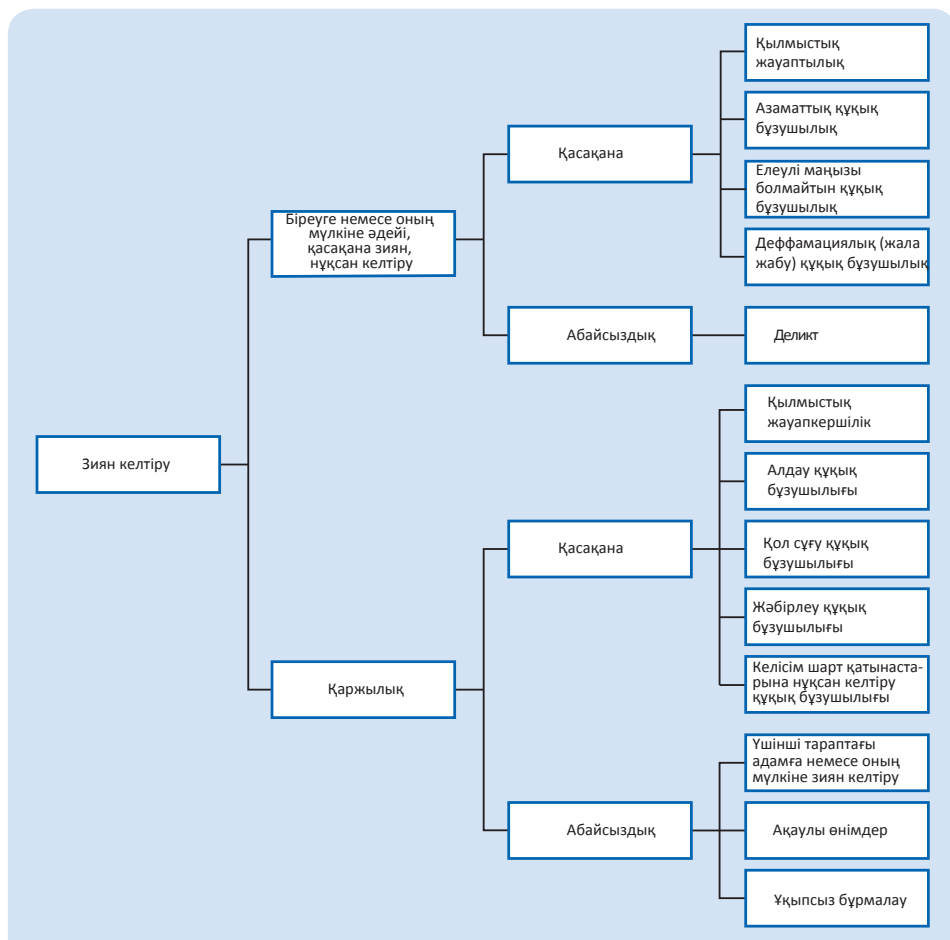 Қылмыстық
жауаптылық
Азаматтық құқық
бұзушылық
Қасақана
Елеулі маңызы
болмайтын құқық
бұзушылық
Біреуге немесе оның
мүлкіне әдейі,
қасақана зиян,
нұқсан келтіру
Деффамациялық (жала
жабу) құқық бұзушылық
Абайсыздық
Деликт
Қылмыстық
жауапкершілік
Зиян келтіру
Алдау құқық
бұзушылығы
Қасақана
Қол сұғу құқық
бұзушылығы
Жәбірлеу құқық
бұзушылығы
Қаржылық
Келісім шарт қатынаста-
рына нұқсан келтіру
құқық бұзушылығы
Үшінші тараптағы
адамға немесе оның
мүлкіне зиян келтіру
Абайсыздық
Ақаулы өнімдер
Ұқыпсыз бұрмалау